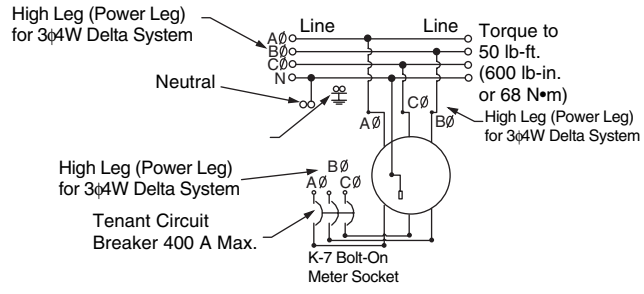 High Leg (Power Leg)
for 3ϕ4W Delta System
AØ
BØ
CØ
N
Line
Line
Torque to
50 lb-ft.
(600 lb-in.
or 68 N•m)
Neutral
AØ
CØ
BØ
High Leg (Power Leg)
for 3ϕ4W Delta System
High Leg (Power Leg)
for 3ϕ4W Delta System
BØ
AØ
CØ
Tenant Circuit
Breaker 400 A Max.
K-7 Bolt-On
Meter Socket